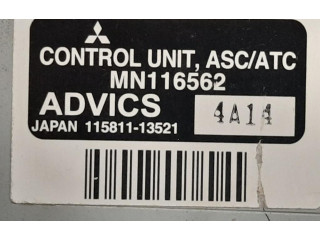 CONTROL UNIT, ASC/ATC
MN116562
ADVICS 4A14
JAPAN 115811-13521